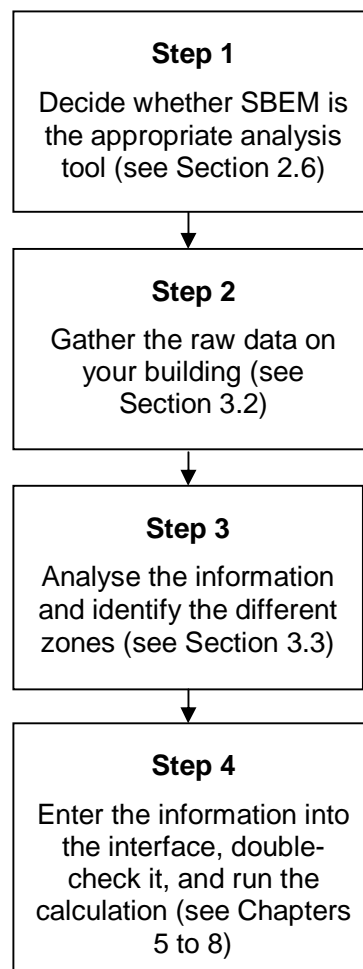 Step 1
Decide whether SBEM is
the appropriate analysis
tool (see Section 2.6)
Step 2
Gather the raw data on
your building (see
Section 3.2)
Step 3
Analyse the information
and identify the different
zones (see Section 3.3)
Step 4
Enter the information into
the interface, double-
check it, and run the
calculation (see Chapters
5 to 8)